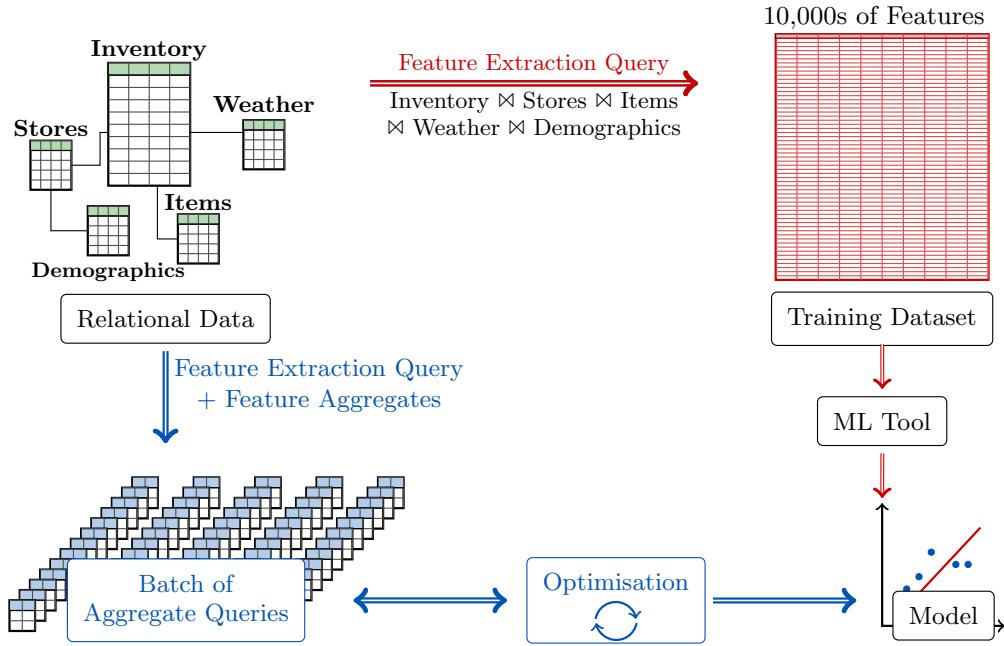 10,000s of Features
Inventory
Weather
Stores
Items
Demographics
Feature Extraction Query
Inventory ⋈ Stores ⋈ Items
⋈ Weather ⋈ Demographics
Relational Data
Training Dataset
Feature Extraction Query
+ Feature Aggregates
ML Tool
Batch of
Aggregate Queries
Optimisation
Model